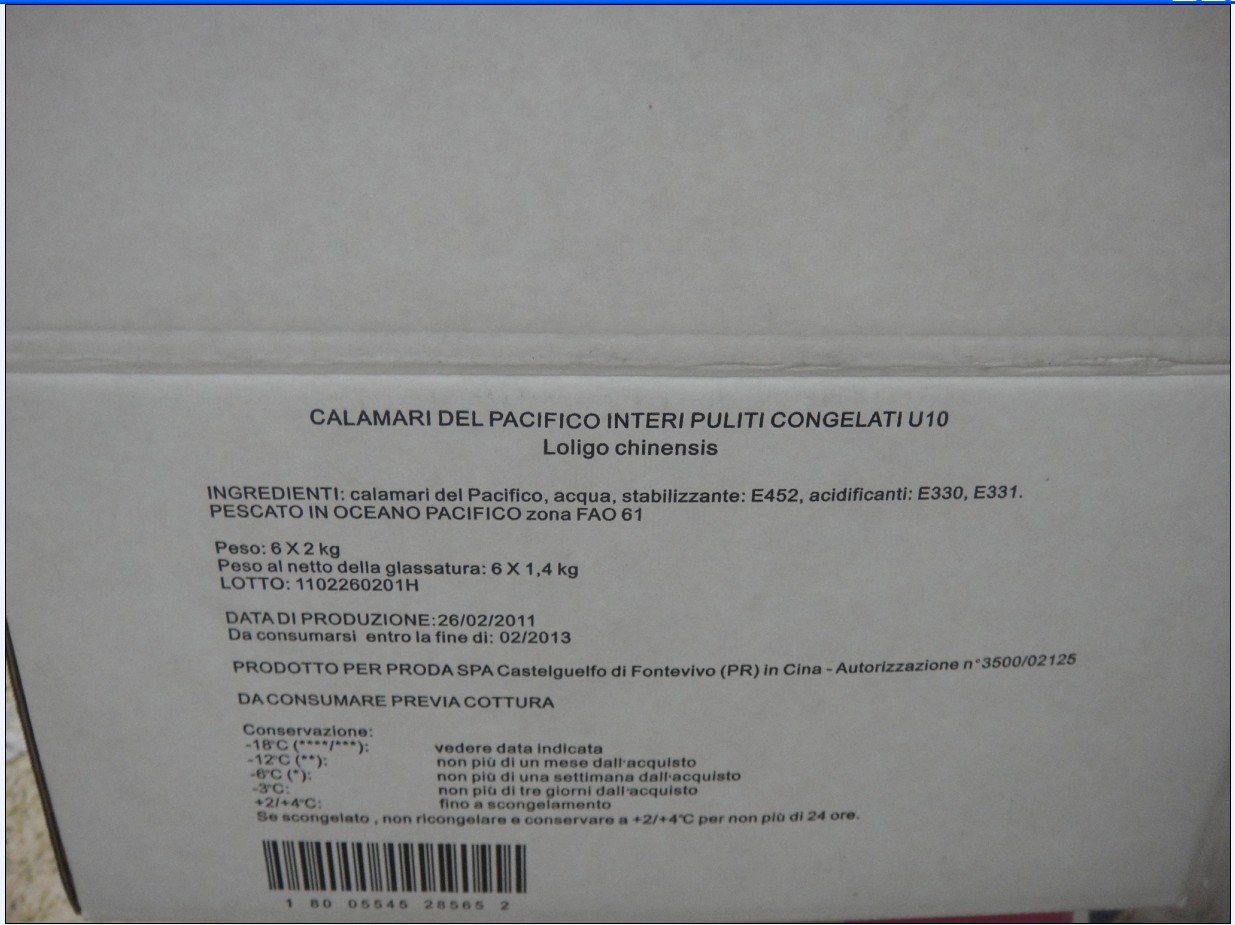 CALAMARI DEL PACIFICO INTERI PULITI CONGELATI U10
Loligo chinensis
INGREDIENTI: calamari del Pacifico, acqua, stabilizzante: E452, acidificanti: E330, E331.
PESCATO IN OCEANO PACIFICO zona FAO 61
Peso: 6 X 2 kg
Peso al netto della glassatura: 6 X 1,4 kg
LOTTO: 1102260201H
DATA DI PRODUZIONE:26/02/2011
Da consumarsi entro la fine di: 02/2013
PRODOTTO PER PRODA SPA Castelguelfo di Fontevivo (PR) in Cina - Autorizzazione n°3500/02125
DA CONSUMARE PREVIA COTTURA
Conservazione:
-18°C (****/***): vedere data indicata
-12°C (**): non più di un mese dall'acquisto
-6°C (*): non più di una settimana dall'acquisto
-3°C: non più di tre giorni dall'acquisto
+2/+4°C: fino a scongelamento
Se scongelato , non ricongelare e conservare a +2/+4°C per non più di 24 ore.
1 80 05545 28565 2